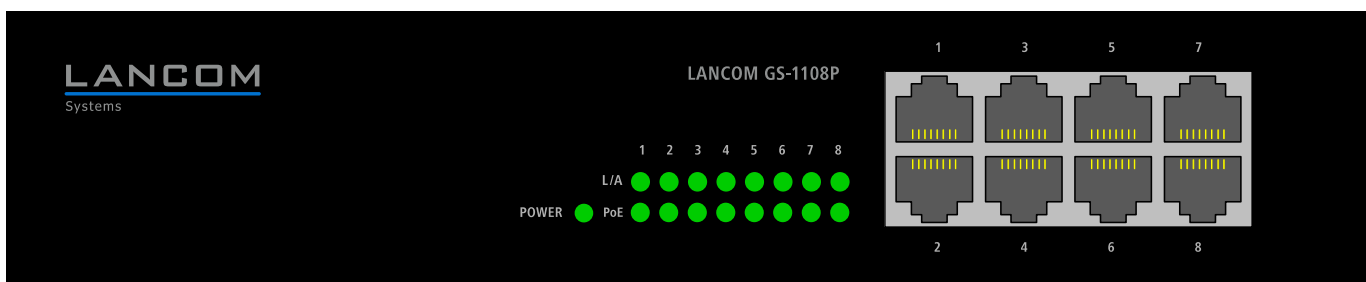 LANCOM
Systems
LANCOM GS-1108P
1 3 5 7
1 2 3 4 5 6 7 8
L/A
POWER PoE
2 4 6 8